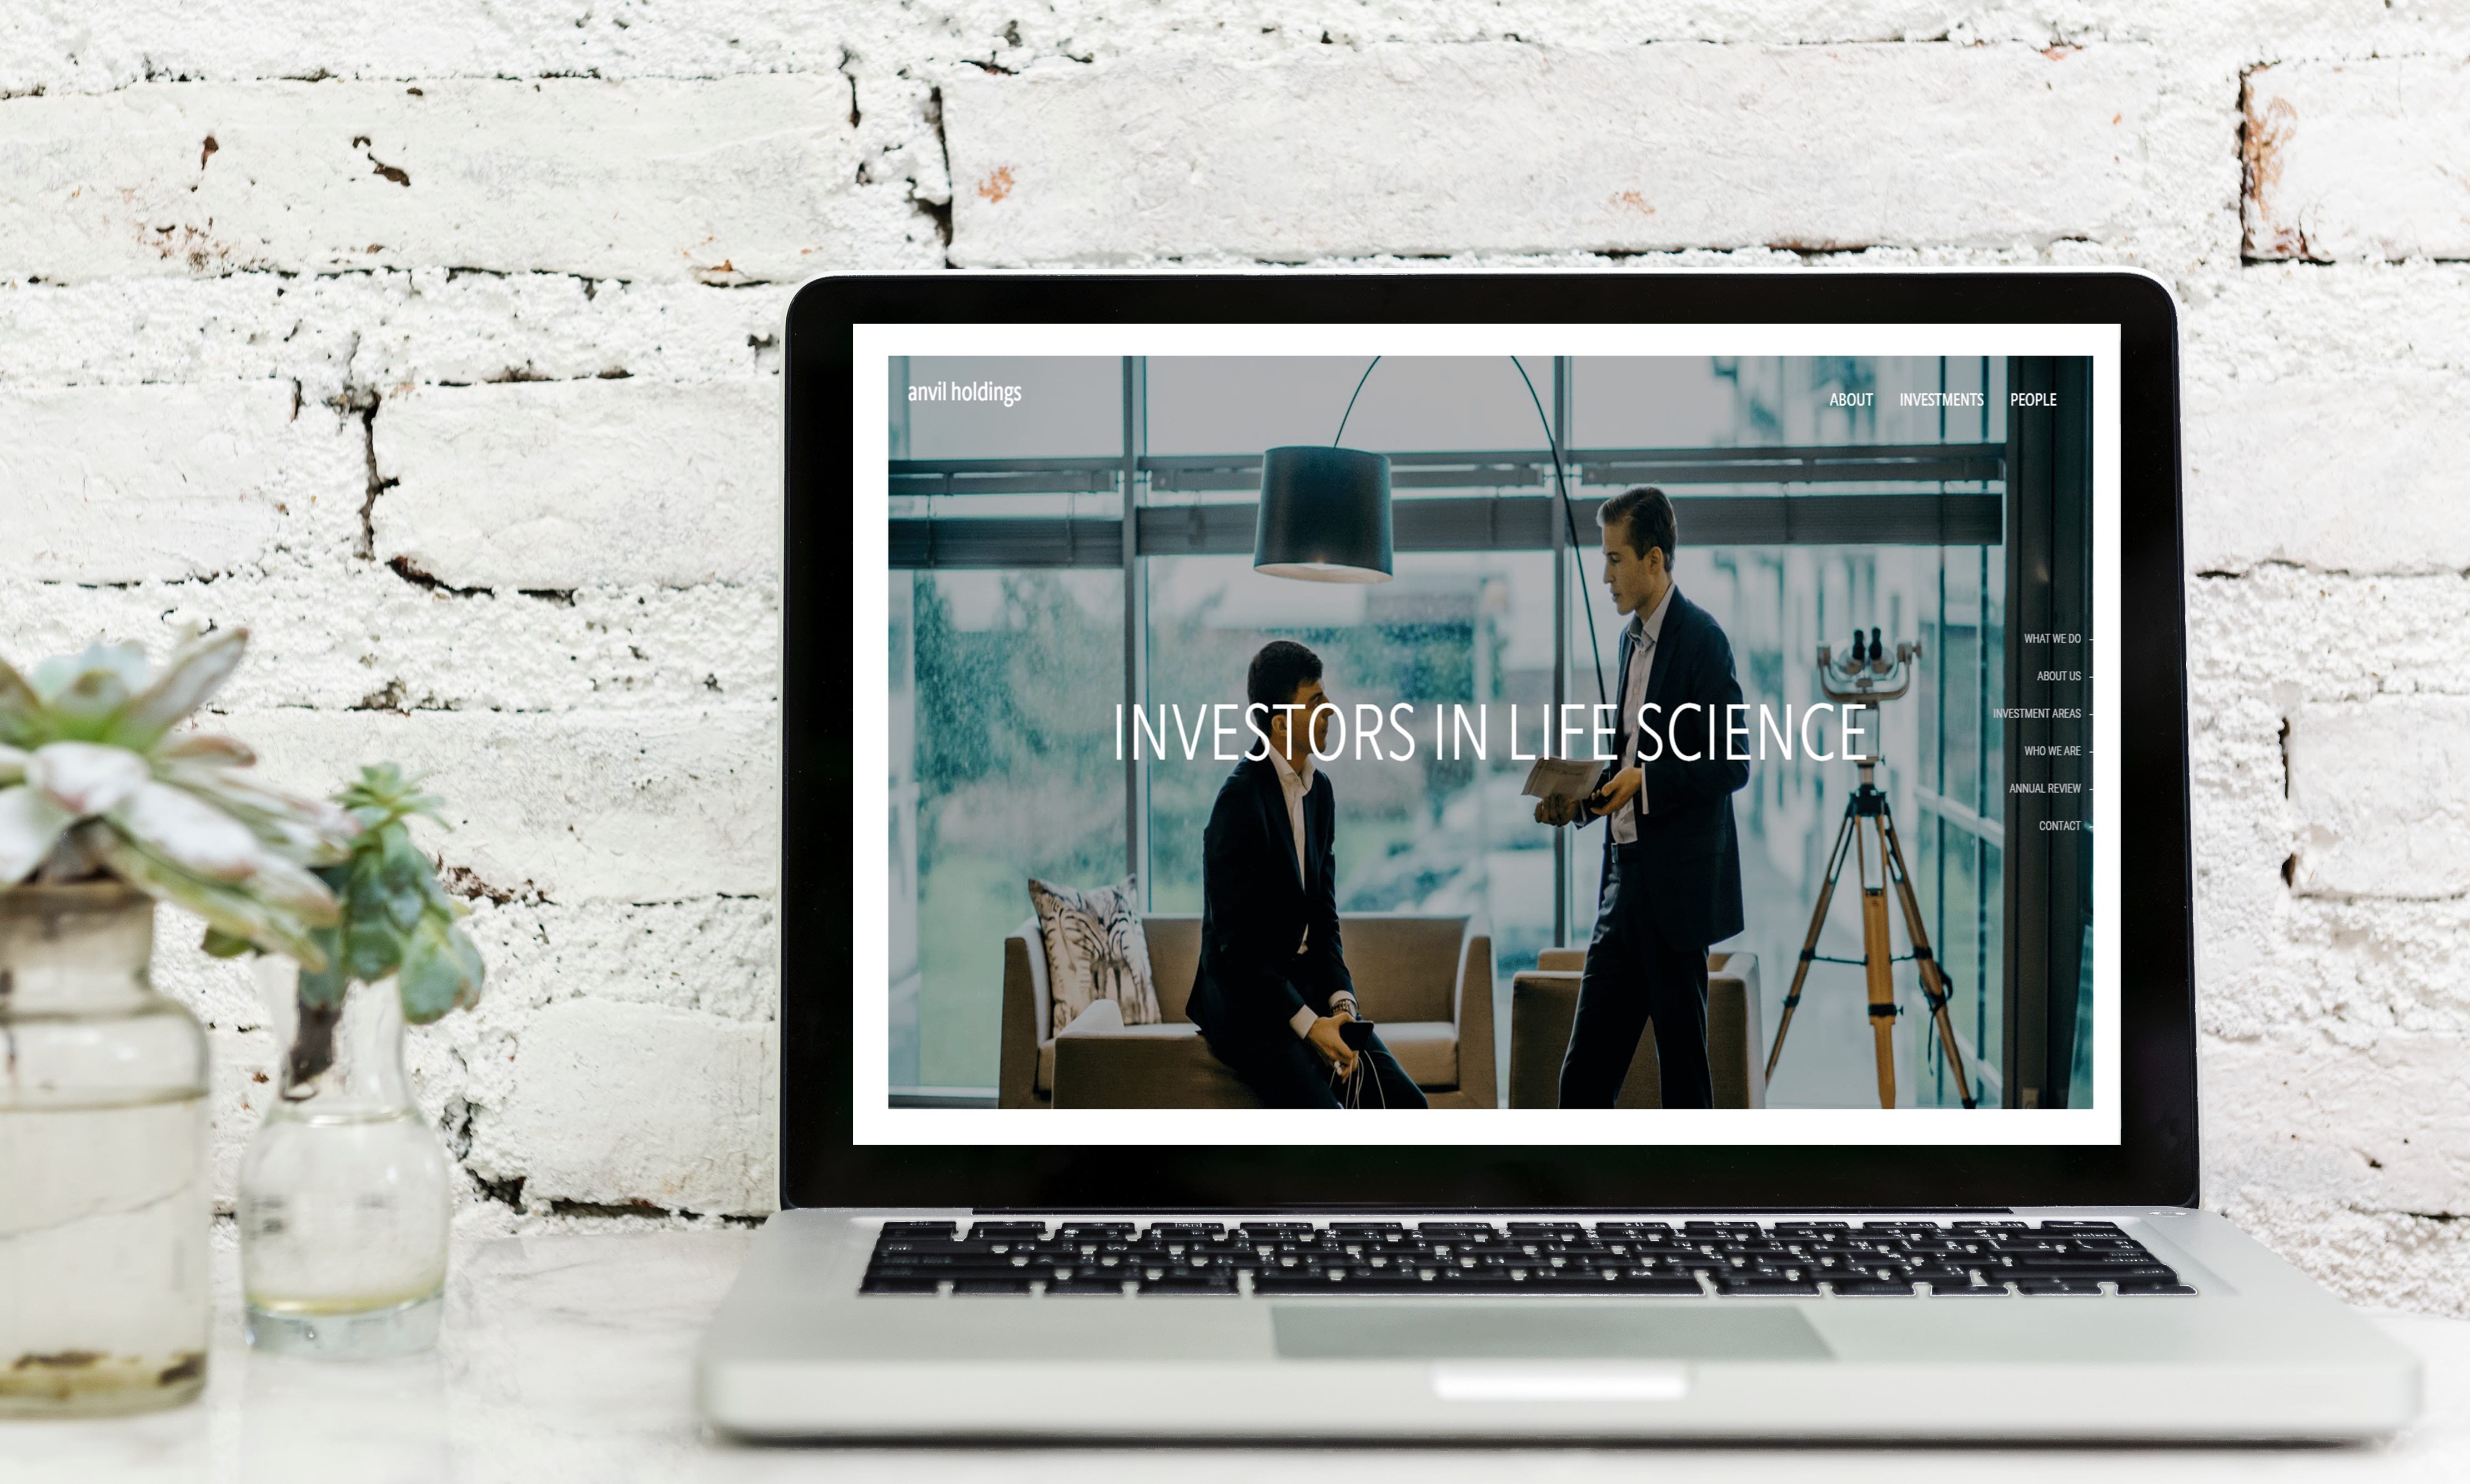 anvil holdings
ABOUT INVESTMENTS PEOPLE
WHAT WE DO
ABOUT US
INVESTMENT AREAS
INVESTORS IN LIFE SCIENCE
WHO WE ARE
ANNUAL REVIEW
CONTACT